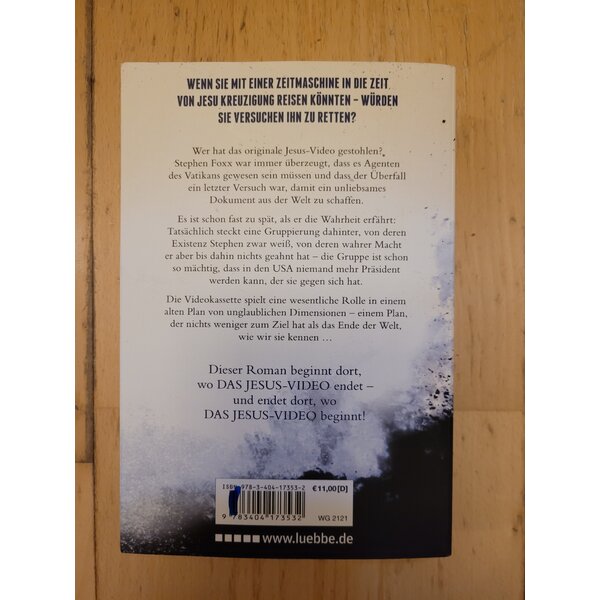 WENN SIE MIT EINER ZEITMASCHINE IN DIE ZEIT
VON JESU KREUZIGUNG REISEN KÖNNTEN – WÜRDEN
SIE VERSUCHEN IHN ZU RETTEN?
Wer hat das originale Jesus-Video gestohlen?
Stephen Foxx war immer überzeugt, dass es Agenten
des Vatikans gewesen sein müssen und dass der Überfall
ein letzter Versuch war, damit ein unliebsames
Dokument aus der Welt zu schaffen.
Es ist schon fast zu spät, als er die Wahrheit erfährt:
Tatsächlich steckt eine Gruppierung dahinter, von deren
Existenz Stephen zwar weiß, von deren wahrer Macht
er aber bis dahin nichts geahnt hat – die Gruppe ist schon
so mächtig, dass in den USA niemand mehr Präsident
werden kann, der sie gegen sich hat.
Die Videokassette spielt eine wesentliche Rolle in einem
alten Plan von unglaublichen Dimensionen – einem Plan,
der nichts weniger zum Ziel hat als das Ende der Welt,
wie wir sie kennen …
Dieser Roman beginnt dort,
wo DAS JESUS-VIDEO endet –
und endet dort, wo
DAS JESUS-VIDEO beginnt!
ISBN 978-3-404-17353-2
€ 11,00 [D]
9 783404 173532
WG 2121
www.luebbe.de